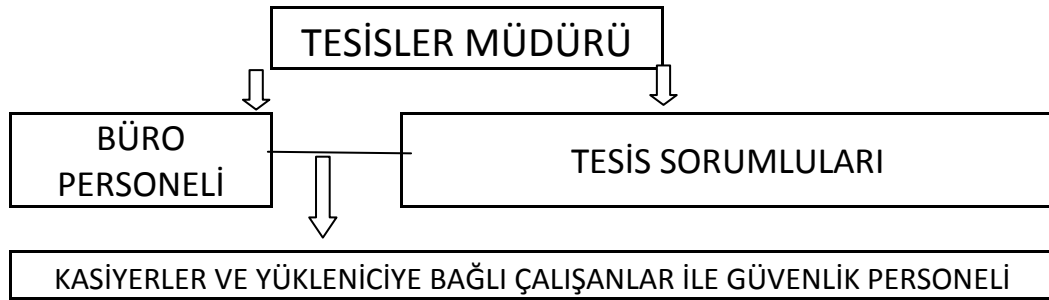 TESİSLER MÜDÜRÜ
BÜRO
PERSONELİ
TESİS SORUMLULARI
KASİYERLER VE YÜKLENİCİYE BAĞLI ÇALIŞANLAR İLE GÜVENLİK PERSONELİ